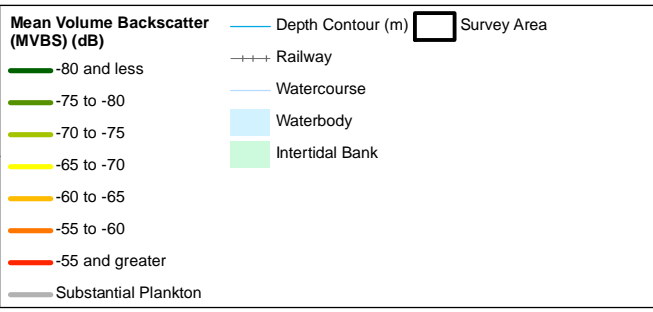 Mean Volume Backscatter
(MVBS) (dB)
-80 and less
-75 to -80
-70 to -75
-65 to -70
-60 to -65
-55 to -60
-55 and greater
Substantial Plankton
Depth Contour (m)
Railway
Watercourse
Waterbody
Intertidal Bank
Survey Area